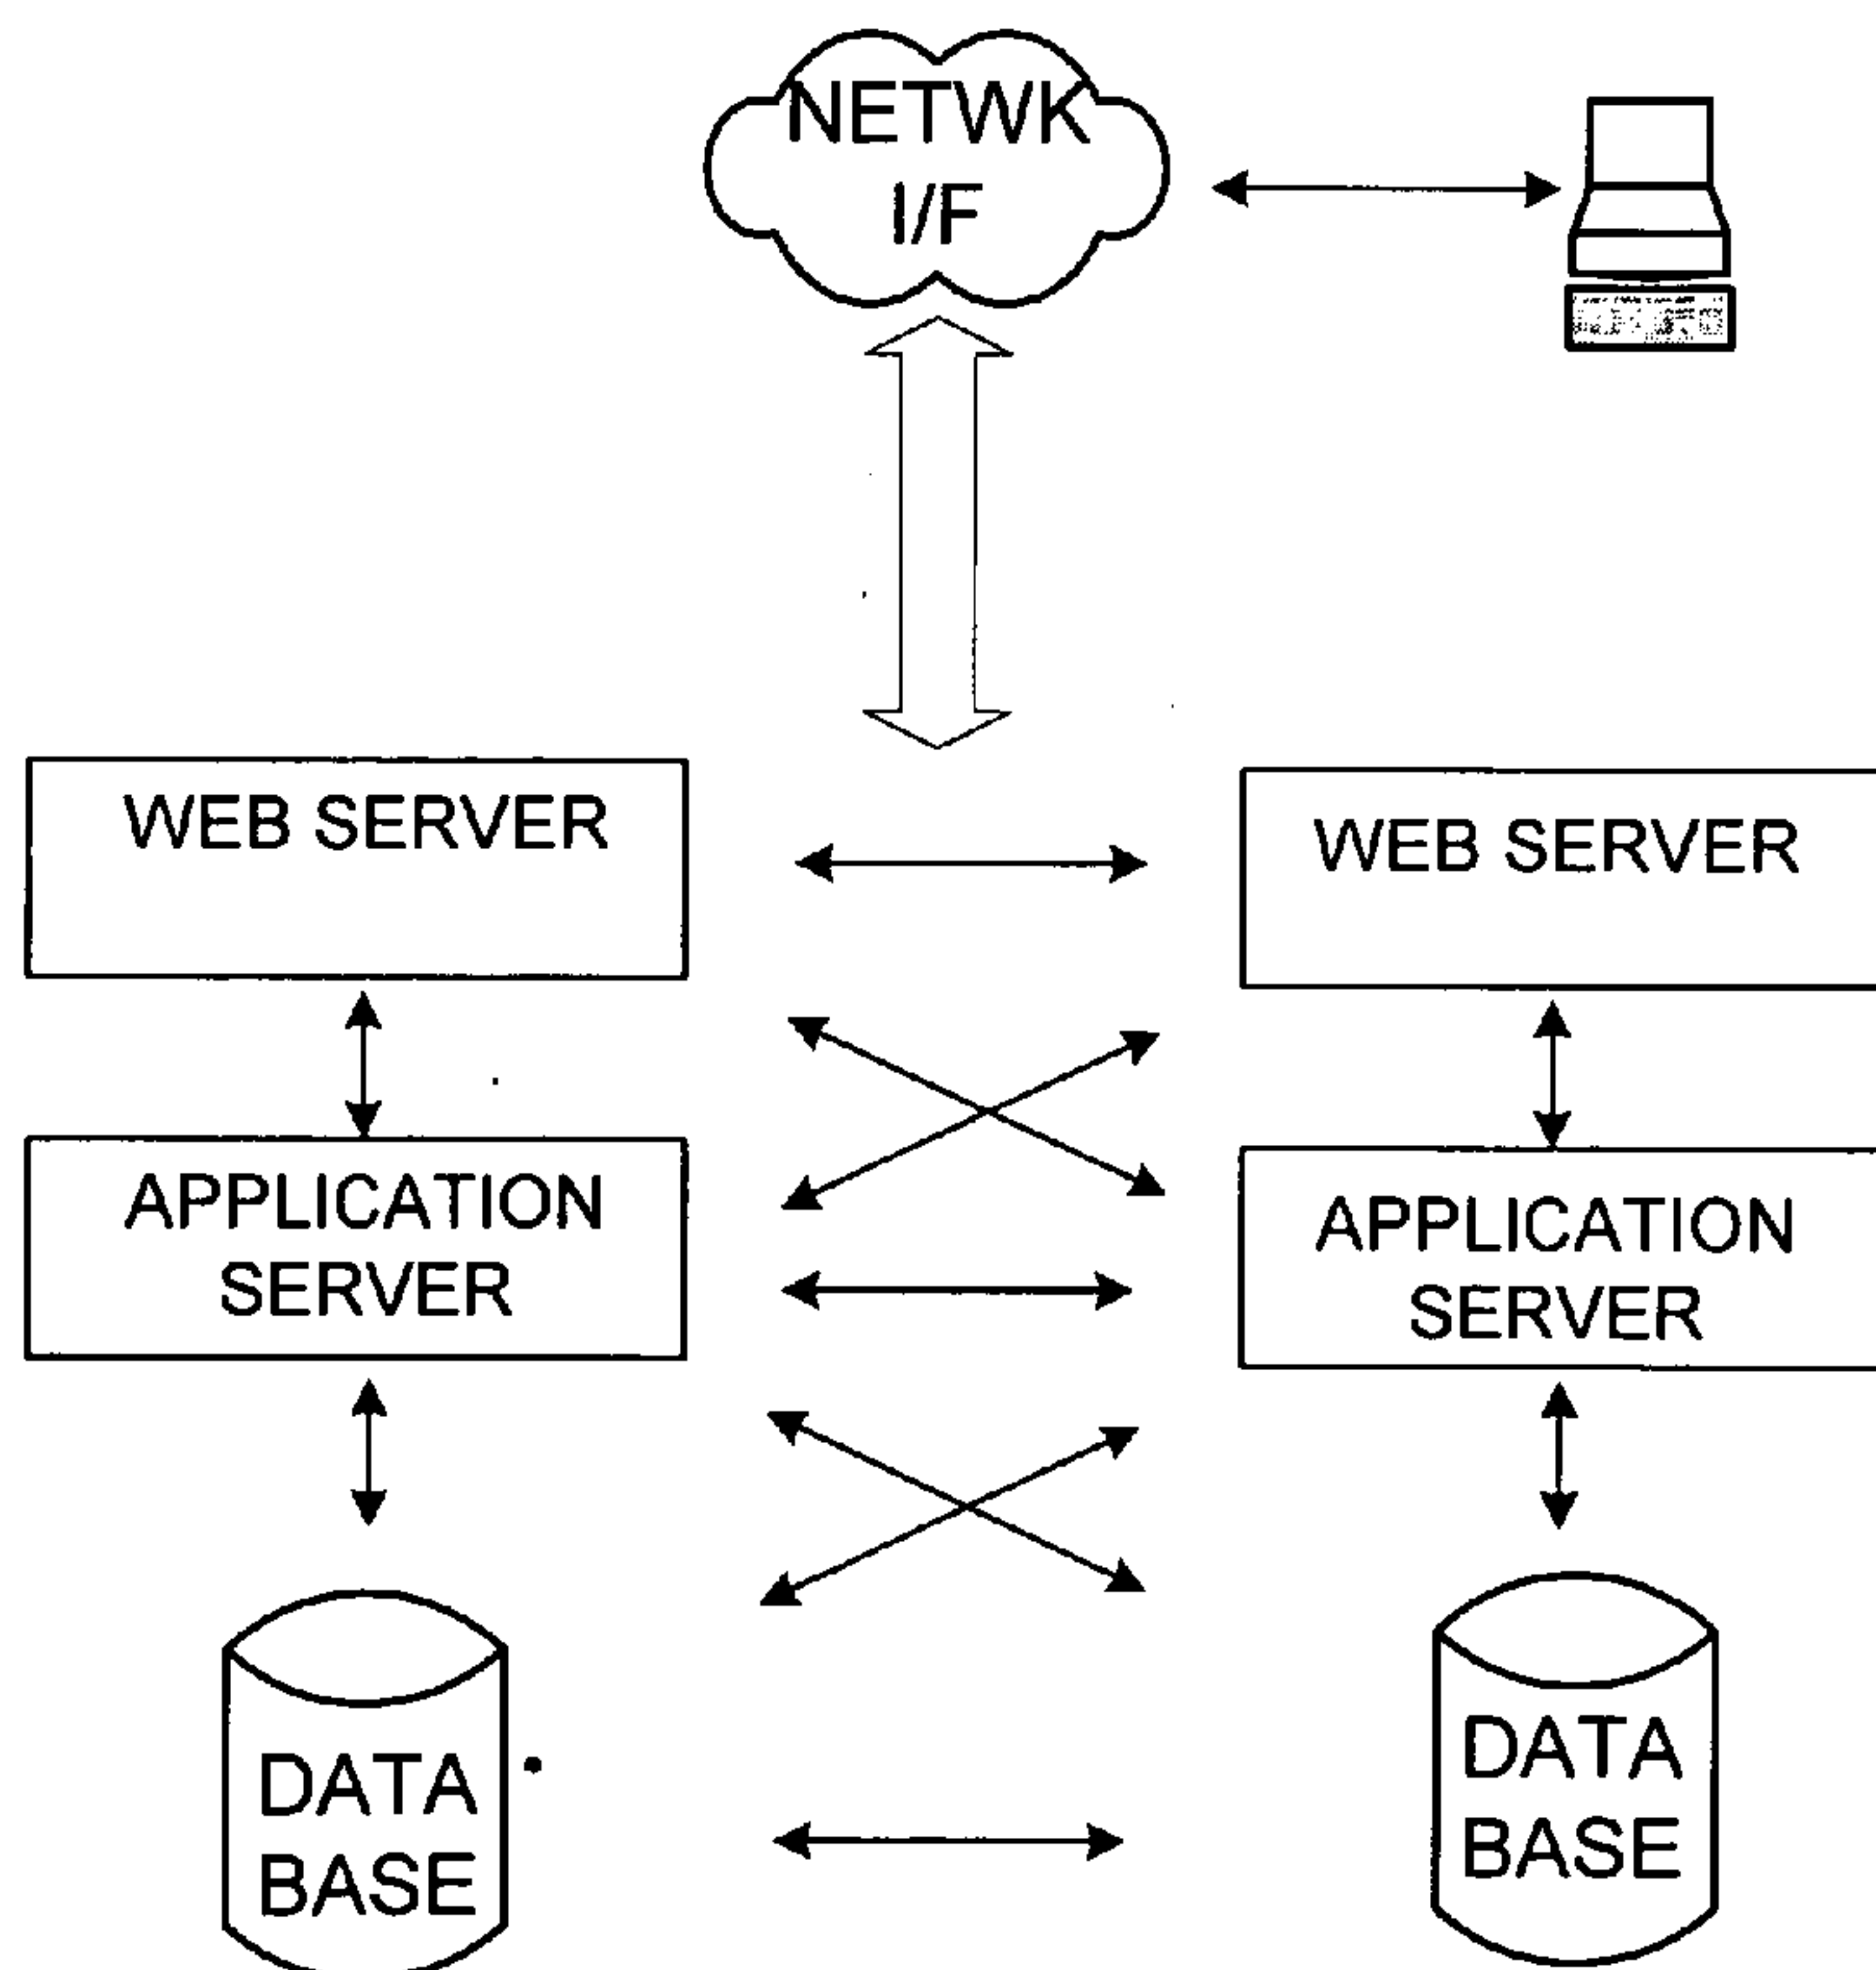 NETWK
I/F
WEB SERVER
WEB SERVER
APPLICATION
SERVER
APPLICATION
SERVER
DATA
BASE
DATA
BASE